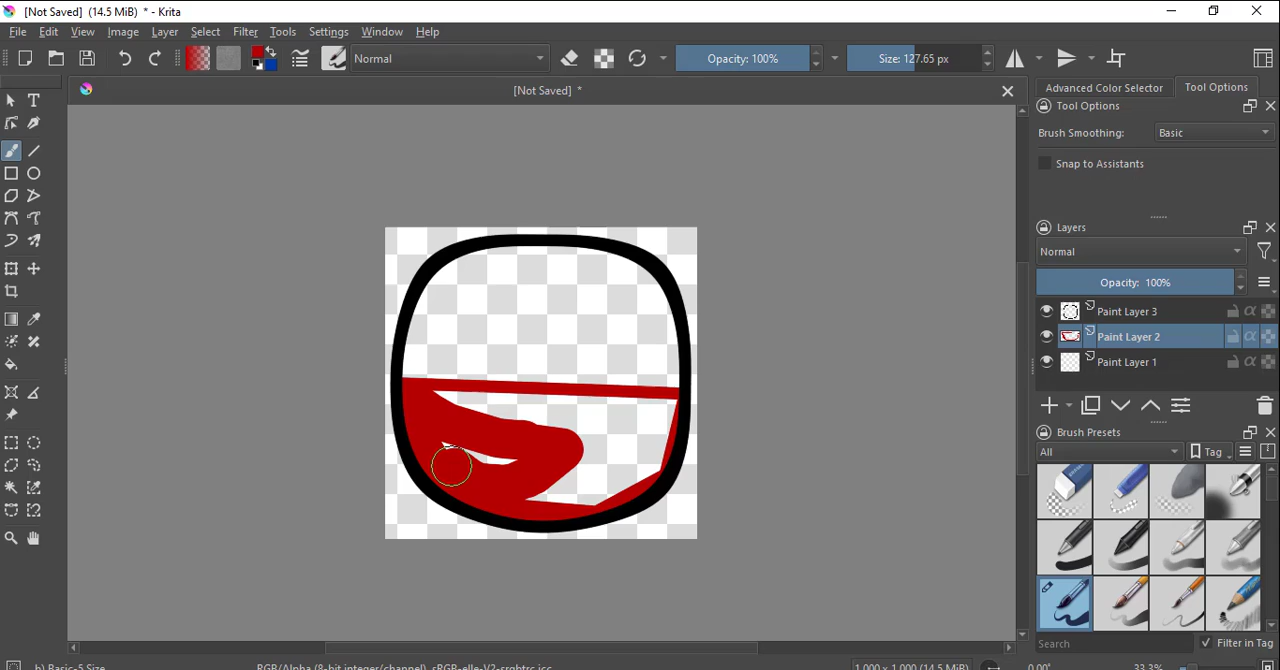 [Not Saved] (14.5 MiB) * - Krita
File Edit View Image Layer Select Filter Tools Settings Window Help
Normal Opacity: 100% Size: 127.65 px
[Not Saved] *
Advanced Color Selector Tool Options
Tool Options
Brush Smoothing: Basic
Snap to Assistants
Layers
Normal
Opacity: 100%
Paint Layer 3
Paint Layer 2
Paint Layer 1
Brush Presets
All Tag
Search Filter in Tag
b) Basic-5 Size RGB/Alpha (8-bit integer/channel) sRGB-elle-V2-srgbtrc.icc 1,000 x 1,000 (14.5 MiB) 0.00° 33.3%